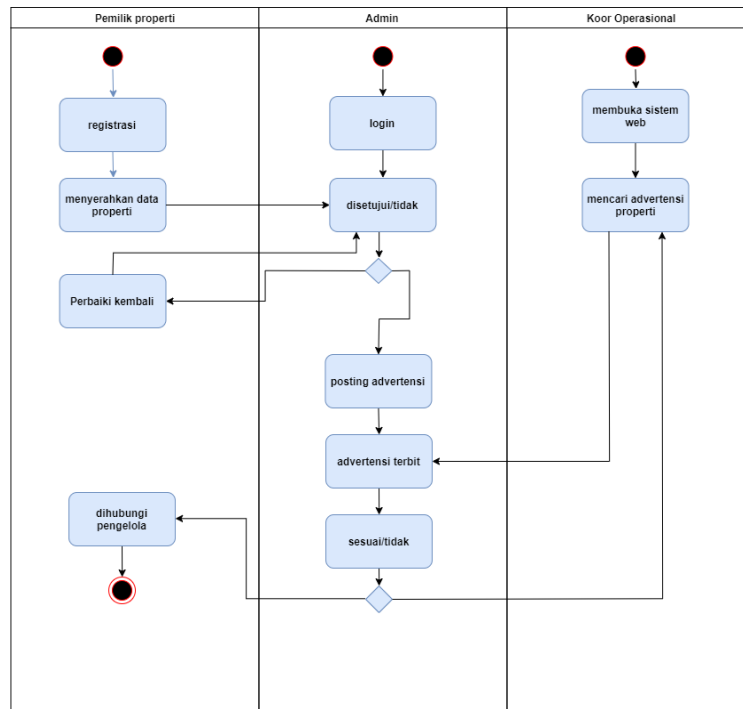 Pemilik properti
Admin
Koor Operasional
registrasi
login
membuka sistem
web
menyerahkan data
properti
disetujui/tidak
mencari advertensi
properti
Perbaiki kembali
posting advertensi
advertensi terbit
dihubungi
pengelola
sesuai/tidak